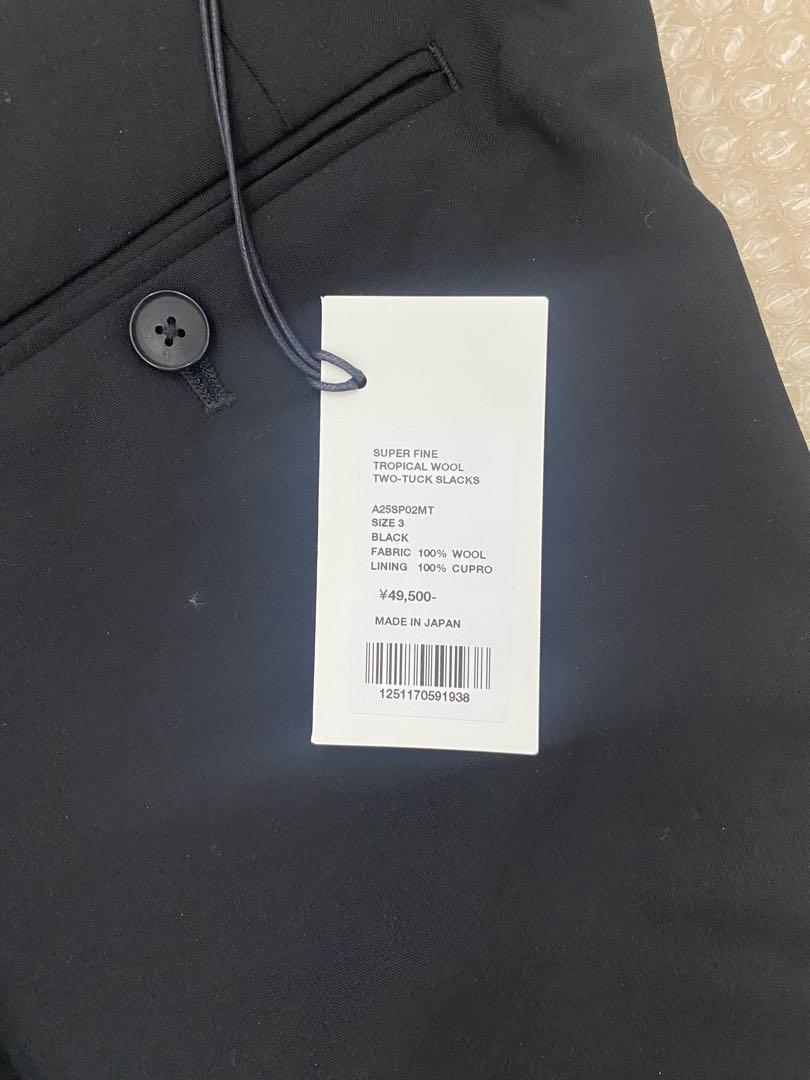 SUPER FINE
TROPICAL WOOL
TWO-TUCK SLACKS
A25SP02MT
SIZE 3
BLACK
FABRIC 100% WOOL
LINING 100% CUPRO
¥49,500-
MADE IN JAPAN
1251170591938